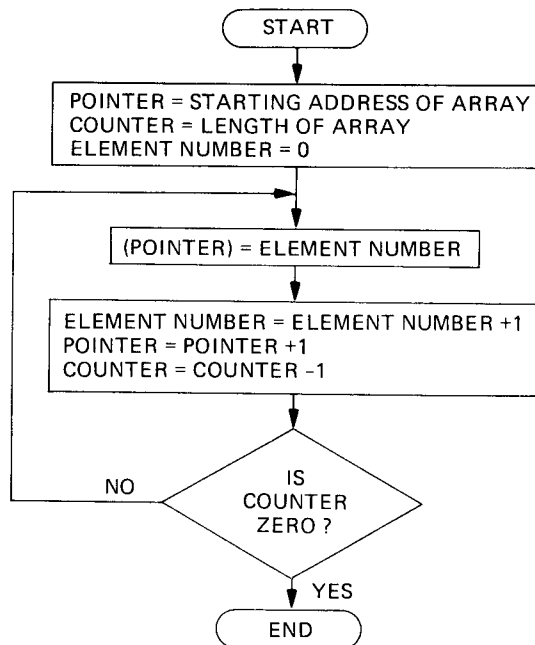 START
POINTER = STARTING ADDRESS OF ARRAY
COUNTER = LENGTH OF ARRAY
ELEMENT NUMBER = 0
(POINTER) = ELEMENT NUMBER
ELEMENT NUMBER = ELEMENT NUMBER +1
POINTER = POINTER +1
COUNTER = COUNTER -1
IS
COUNTER
ZERO ?
NO
YES
END